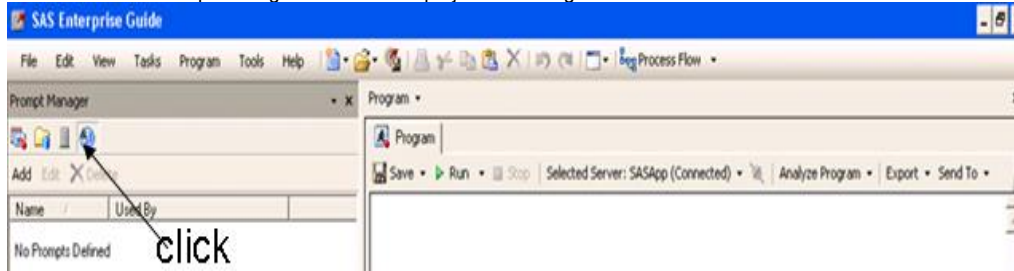 SAS Enterprise Guide
File Edit View Tasks Program Tools Help Process Flow
Prompt Manager
Program
Program
Add Edit Delete
Save Run Stop Selected Server: SASApp (Connected) Analyze Program Export Send To
Name Used By
No Prompts Defined
click